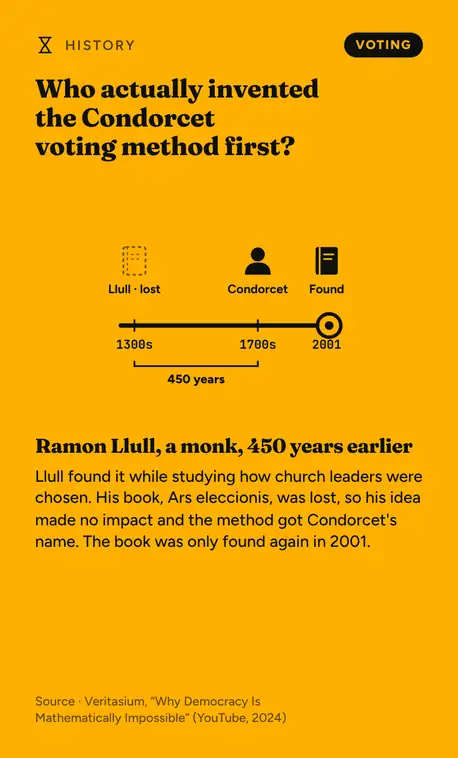 HISTORY
VOTING
Who actually invented
the Condorcet
voting method first?
Llull · lost
Condorcet
Found
1300s
1700s
2001
450 years
Ramon Llull, a monk, 450 years earlier
Llull found it while studying how church leaders were
chosen. His book, Ars eleccionis, was lost, so his idea
made no impact and the method got Condorcet's
name. The book was only found again in 2001.
Source · Veritasium, "Why Democracy Is
Mathematically Impossible" (YouTube, 2024)